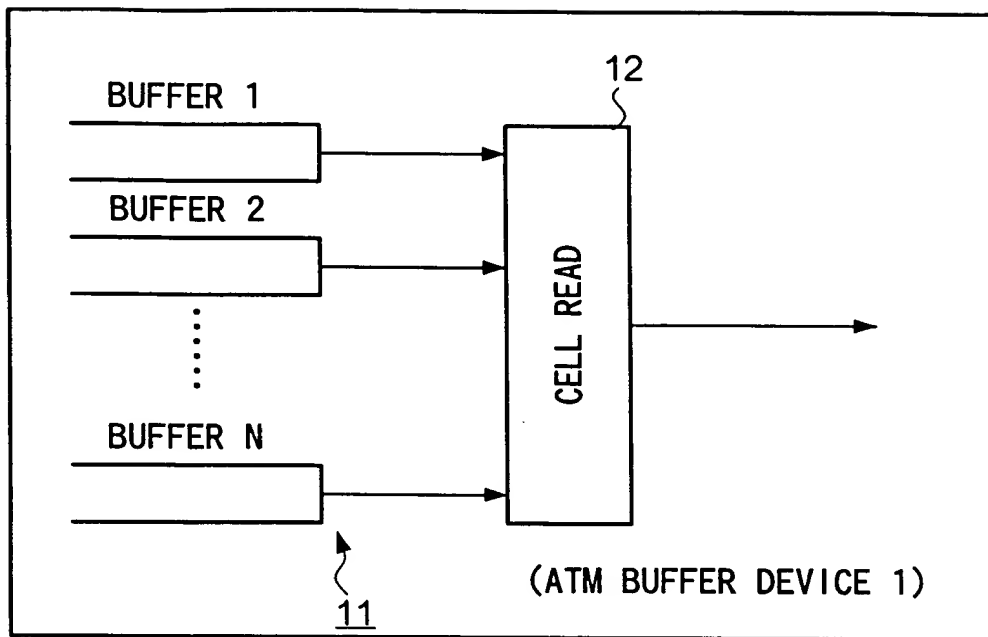 12
BUFFER 1
BUFFER 2
BUFFER N
CELL READ
(ATM BUFFER DEVICE 1)
11